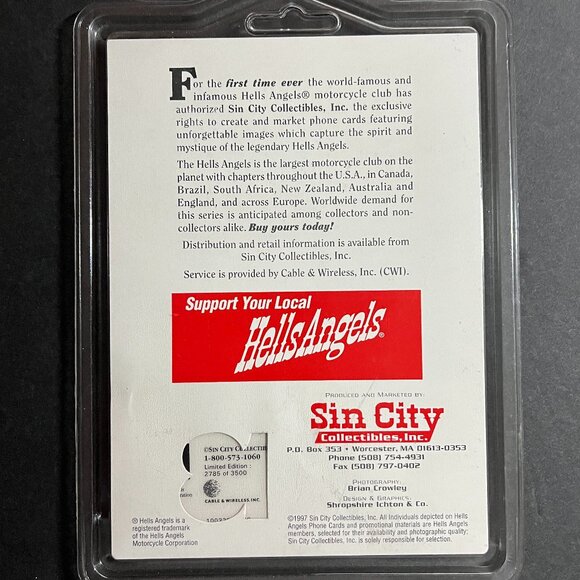 For the first time ever the world-famous and
infamous Hells Angels® motorcycle club has
authorized Sin City Collectibles, Inc. the exclusive
rights to create and market phone cards featuring
unforgettable images which capture the spirit and
mystique of the legendary Hells Angels.
The Hells Angels is the largest motorcycle club on the
planet with chapters throughout the U.S.A., in Canada,
Brazil, South Africa, New Zealand, Australia and
England, and across Europe. Worldwide demand for
this series is anticipated among collectors and non-
collectors alike. Buy yours today!
Distribution and retail information is available from
Sin City Collectibles, Inc.
Service is provided by Cable & Wireless, Inc. (CWI).
Support Your Local
Hells Angels®
PRODUCED AND MARKETED BY:
Sin City
Collectibles, Inc.
P.O. Box 353 • Worcester, MA 01613-0353
Phone (508) 754-4931
Fax (508) 797-0402
PHOTOGRAPHY:
Brian Crowley
DESIGN & GRAPHICS:
Shropshire Ichton & Co.
©SIN CITY COLLECTIB
1-800-573-1060
Limited Edition :
2785 of 3500
CABLE & WIRELESS, INC.
® Hells Angels is a
registered trademark
of the Hells Angels
Motorcycle Corporation
©1997 Sin City Collectibles, Inc. All Individuals depicted on Hells
Angels Phone Cards and promotional materials are Hells Angels
members, selected for their availability and photographic quality;
Sin City Collectibles, Inc. is solely responsible for selection.